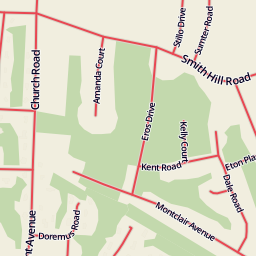 Stillo Drive
Sumter Road
Smith Hill Road
Church Road
Amanda Court
Eros Drive
Kelly Court
Kent Road
Eton Pla
Dale Road
Montclair Avenue
Doremus Road
nt Avenue